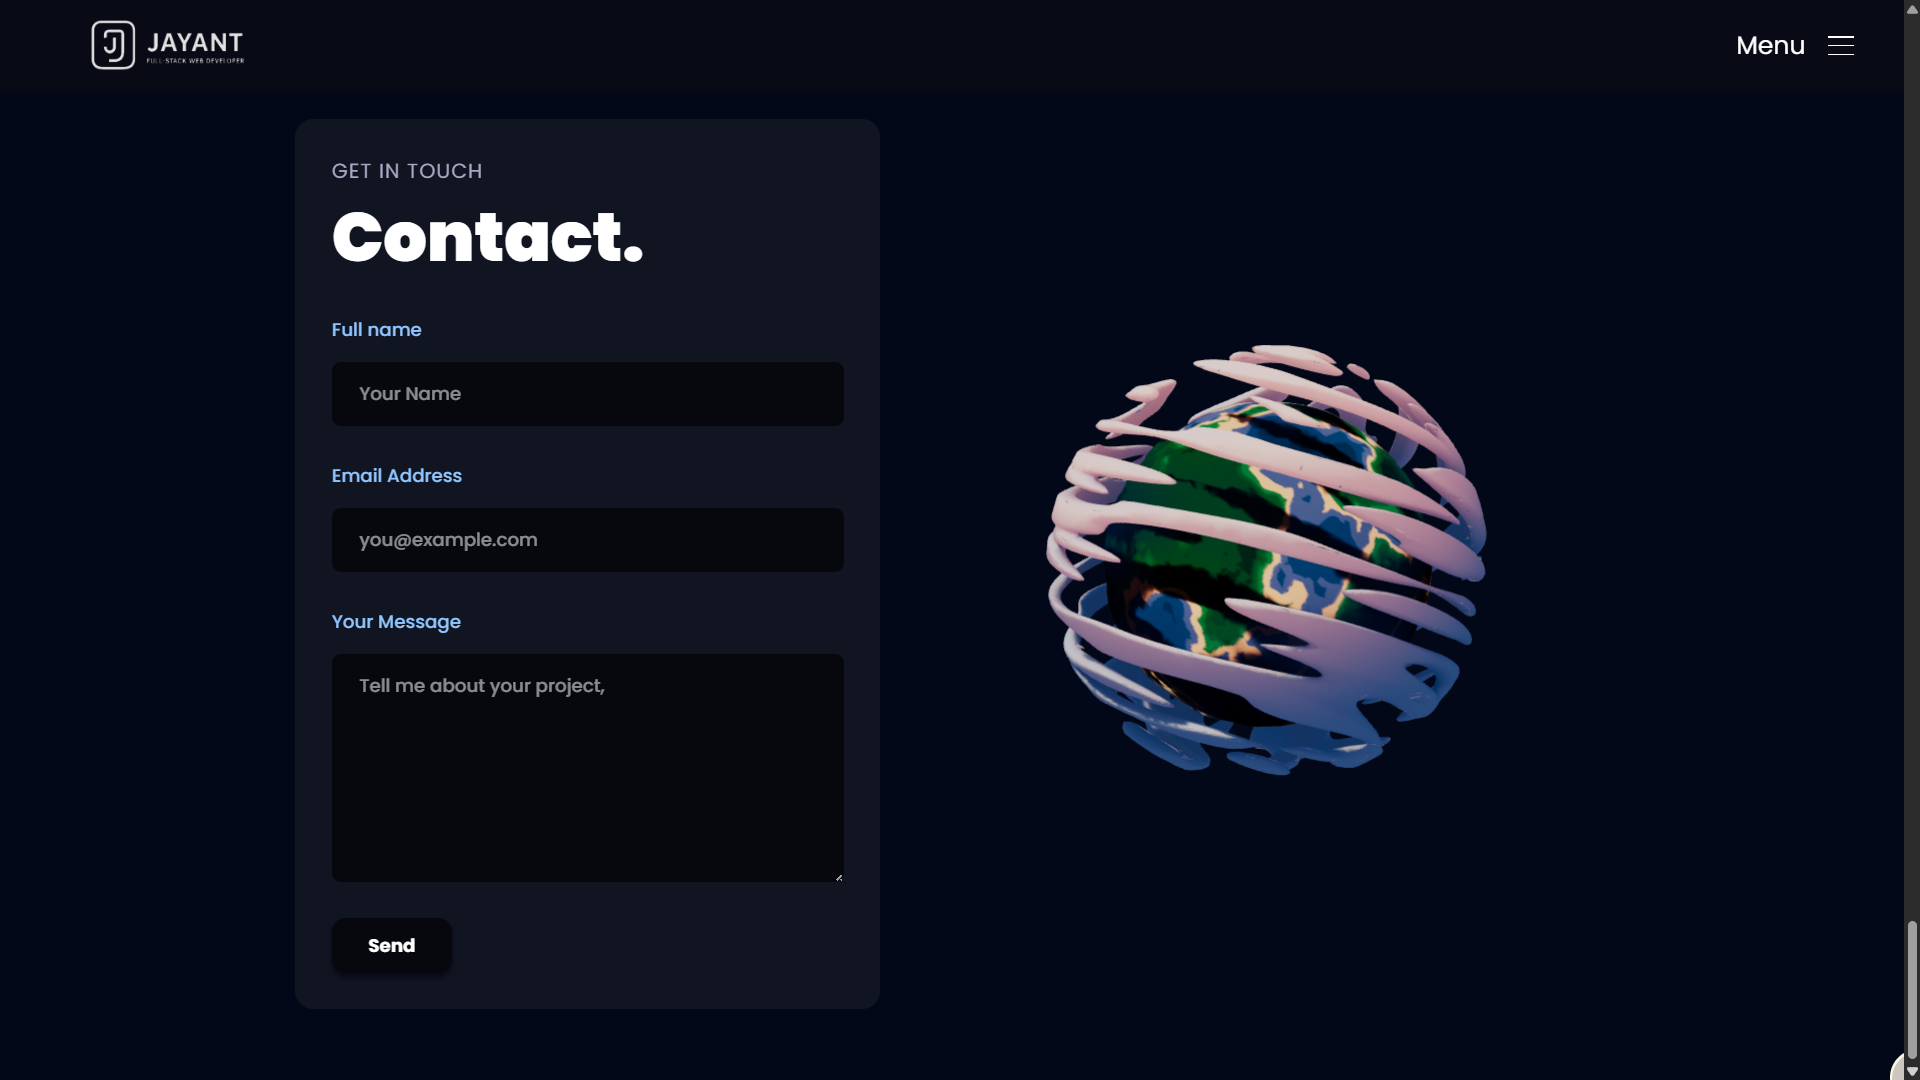 JAYANT
FULL-STACK WEB DEVELOPER
Menu
GET IN TOUCH
Contact.
Full name
Your Name
Email Address
you@example.com
Your Message
Tell me about your project,
Send